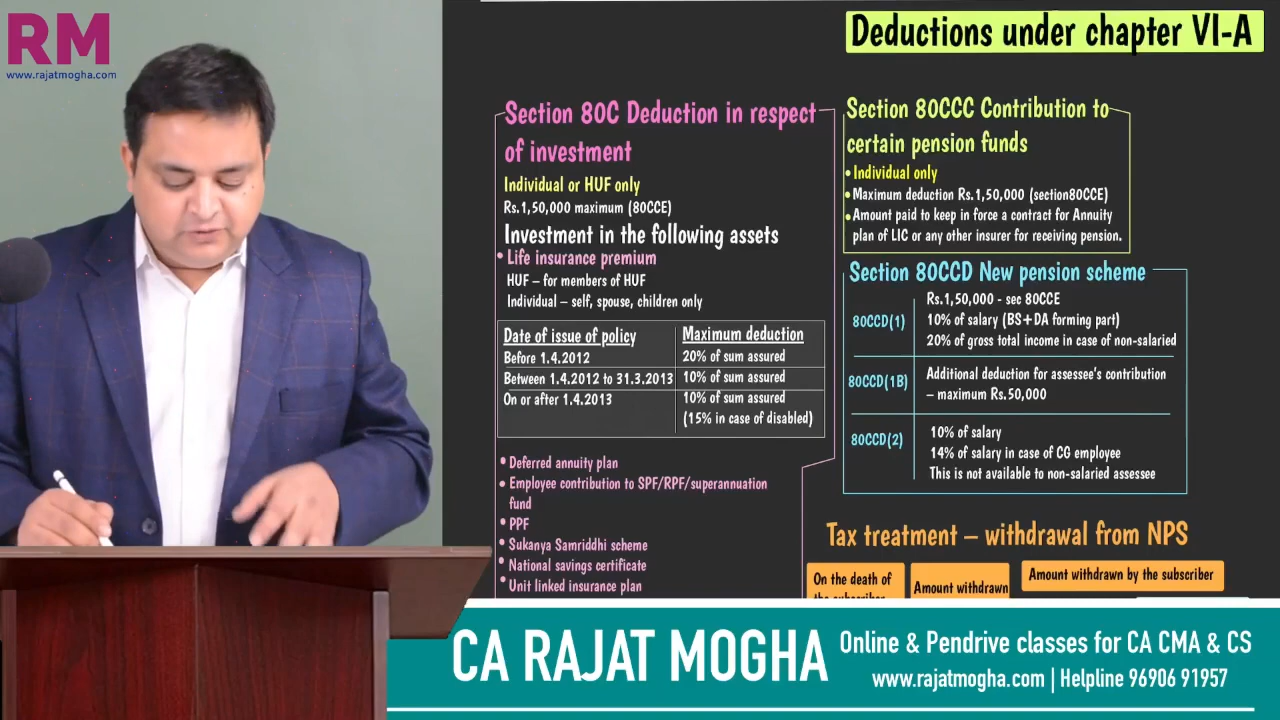 RM
www.rajatmogha.com
Deductions under chapter VI-A
Section 80C Deduction in respect
of investment
Individual or HUF only
Rs.1,50,000 maximum (80CCE)
Investment in the following assets
• Life insurance premium
HUF – for members of HUF
Individual – self, spouse, children only
Date of issue of policy Maximum deduction
Before 1.4.2012 20% of sum assured
Between 1.4.2012 to 31.3.2013 10% of sum assured
On or after 1.4.2013 10% of sum assured
(15% in case of disabled)
• Deferred annuity plan
• Employee contribution to SPF/RPF/superannuation
fund
• PPF
• Sukanya Samriddhi scheme
• National savings certificate
• Unit linked insurance plan
Section 80CCC Contribution to
certain pension funds
• Individual only
• Maximum deduction Rs.1,50,000 (section80CCE)
• Amount paid to keep in force a contract for Annuity
plan of LIC or any other insurer for receiving pension.
Section 80CCD New pension scheme
80CCD(1)
Rs.1,50,000 - sec 80CCE
10% of salary (BS+DA forming part)
20% of gross total income in case of non-salaried
80CCD(1B)
Additional deduction for assessee's contribution
– maximum Rs.50,000
80CCD(2)
10% of salary
14% of salary in case of CG employee
This is not available to non-salaried assessee
Tax treatment – withdrawal from NPS
On the death of
the subscriber
Amount withdrawn
Amount withdrawn by the subscriber
CA RAJAT MOGHA
Online & Pendrive classes for CA CMA & CS
www.rajatmogha.com | Helpline 96906 91957